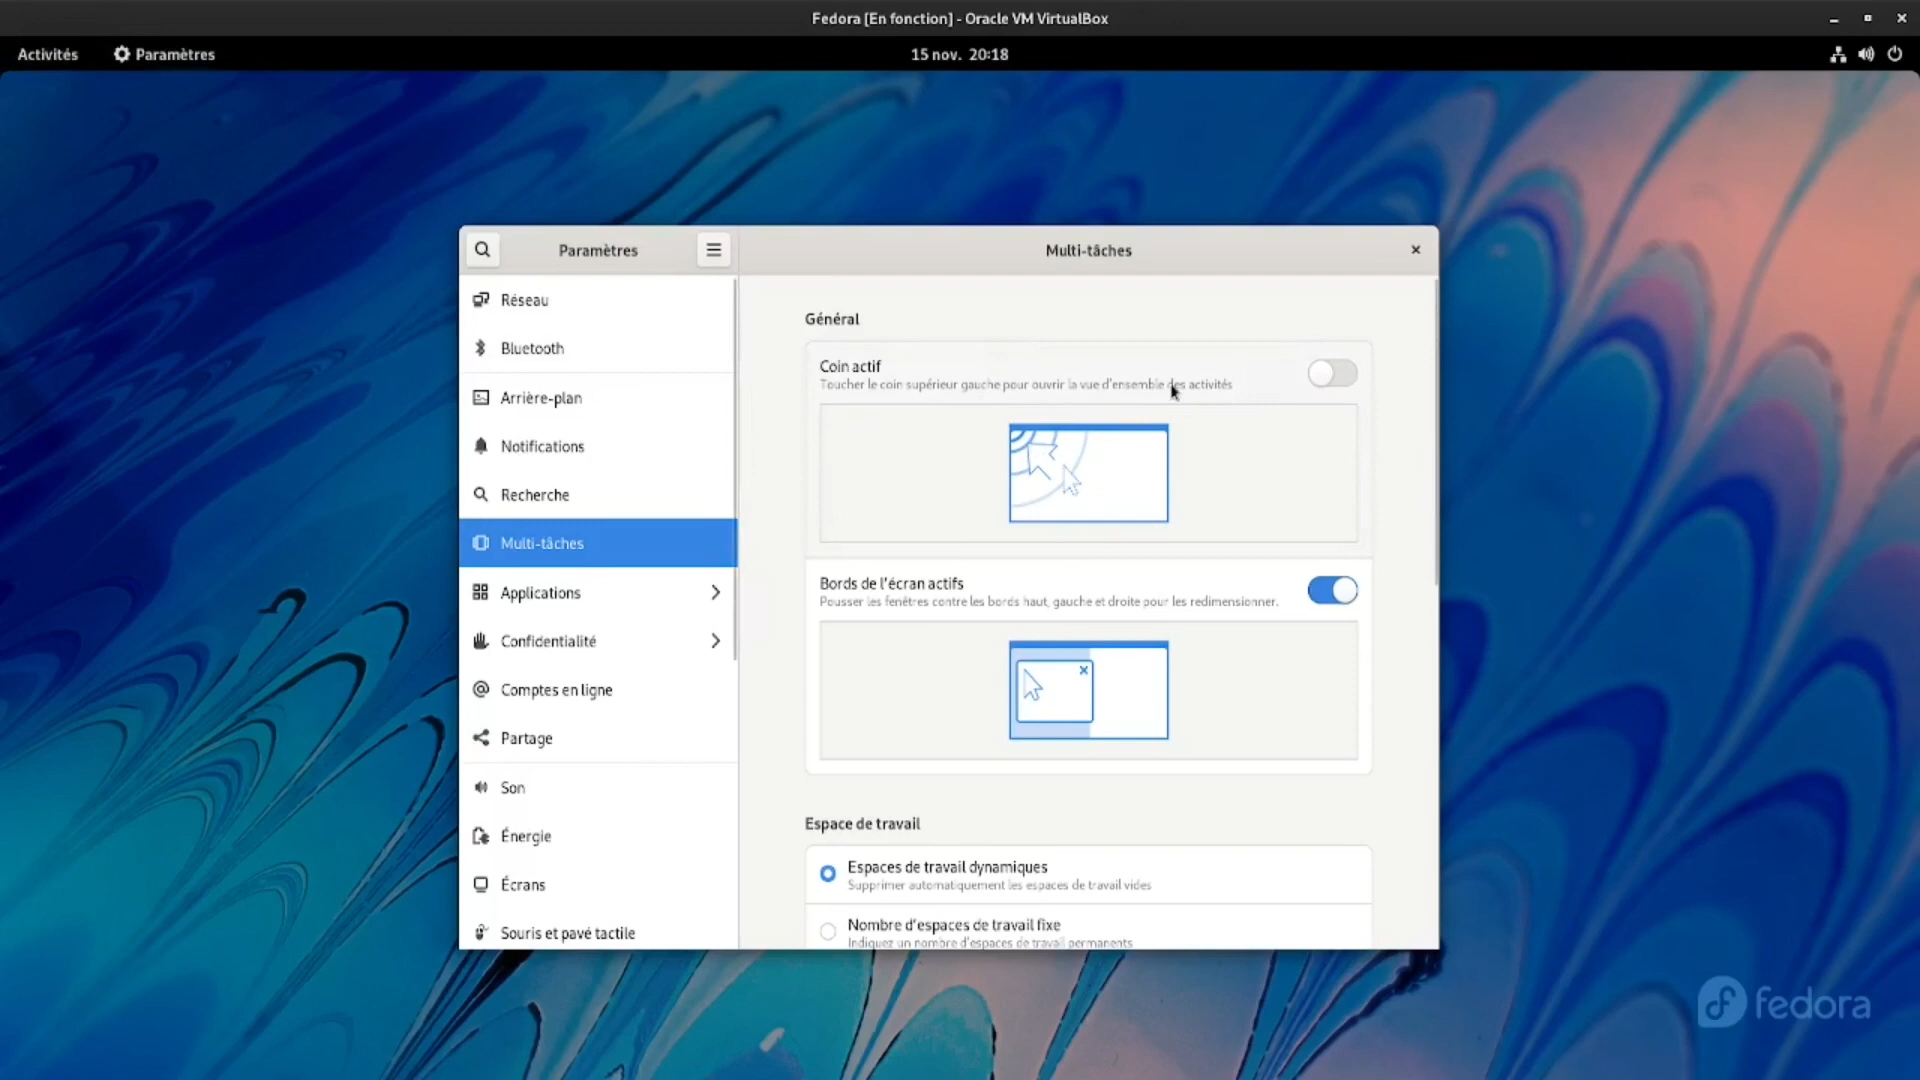 Fedora [En fonction] - Oracle VM VirtualBox
Activités
Paramètres
15 nov. 20:18
Paramètres
Multi-tâches
Réseau
Bluetooth
Arrière-plan
Notifications
Recherche
Multi-tâches
Applications
Confidentialité
Comptes en ligne
Partage
Son
Énergie
Écrans
Souris et pavé tactile
Général
Coin actif
Toucher le coin supérieur gauche pour ouvrir la vue d'ensemble des activités
Bords de l'écran actifs
Pousser les fenêtres contre les bords haut, gauche et droite pour les redimensionner.
Espace de travail
Espaces de travail dynamiques
Supprimer automatiquement les espaces de travail vides
Nombre d'espaces de travail fixe
Indiquez un nombre d'espaces de travail permanents
fedora